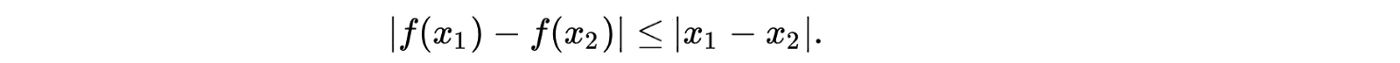 |f(x₁) − f(x₂)| ≤ |x₁ − x₂|.